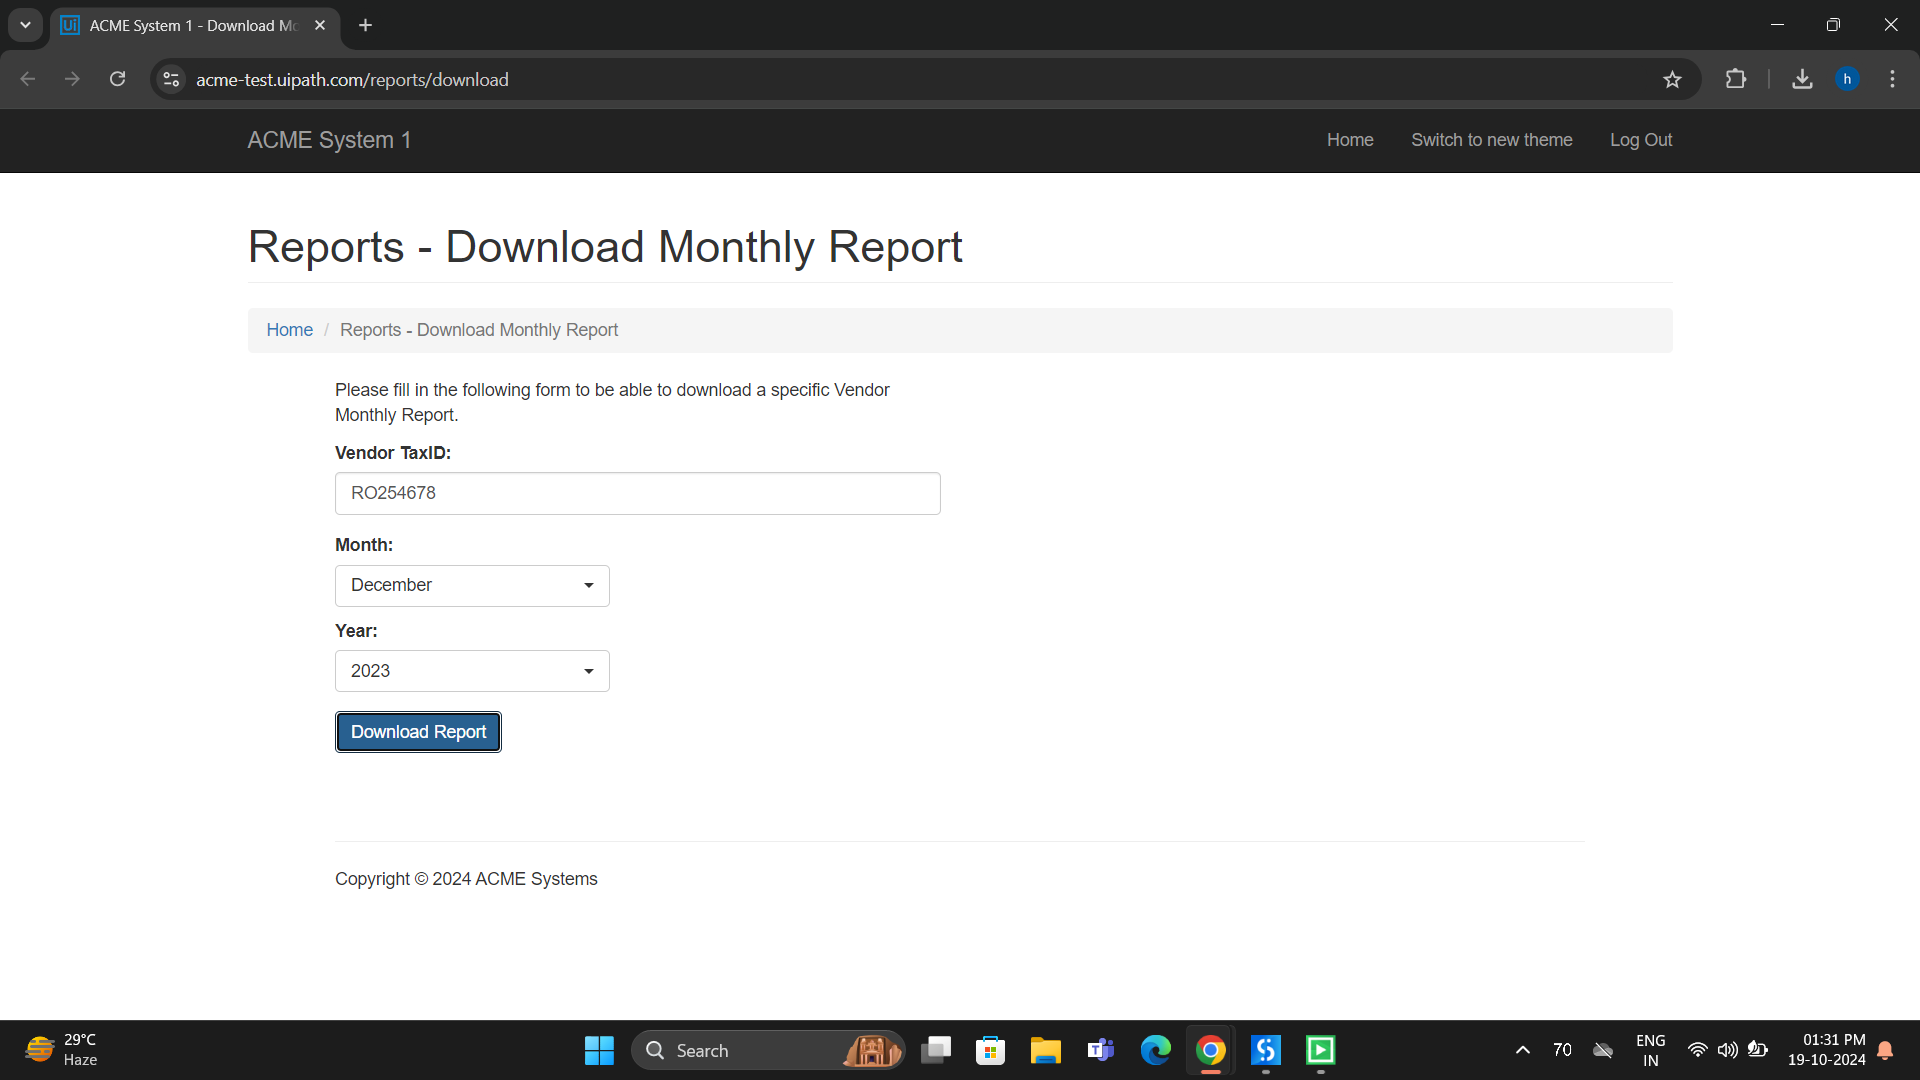 ACME System 1 - Download Mo
acme-test.uipath.com/reports/download
h
ACME System 1
Home
Switch to new theme
Log Out
Reports - Download Monthly Report
Home / Reports - Download Monthly Report
Please fill in the following form to be able to download a specific Vendor
Monthly Report.
Vendor TaxID:
RO254678
Month:
December
Year:
2023
Download Report
Copyright © 2024 ACME Systems
29°C
Haze
Search
70
ENG
IN
01:31 PM
19-10-2024